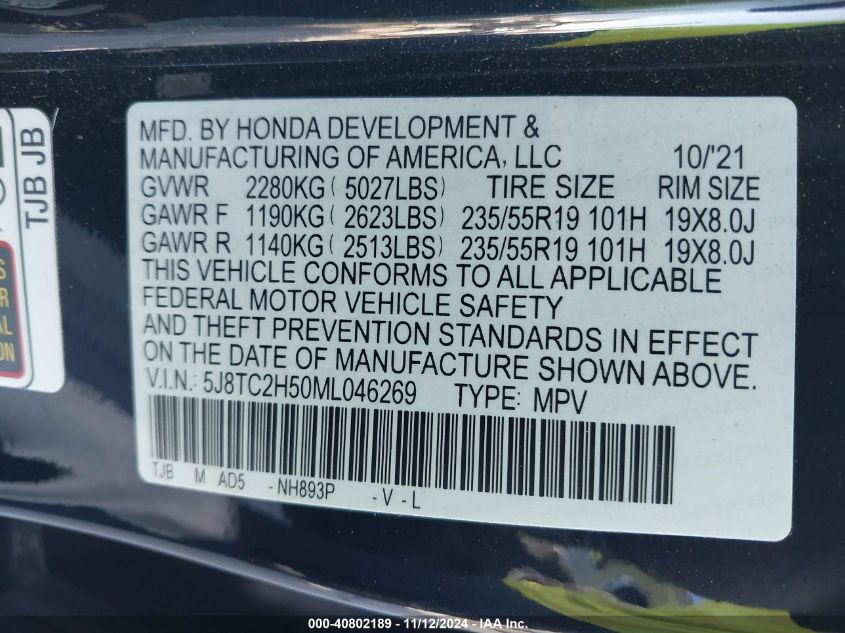 MFD. BY HONDA DEVELOPMENT &
MANUFACTURING OF AMERICA, LLC 10/'21
GVWR 2280KG ( 5027LBS) TIRE SIZE RIM SIZE
GAWR F 1190KG ( 2623LBS) 235/55R19 101H 19X8.0J
GAWR R 1140KG ( 2513LBS) 235/55R19 101H 19X8.0J
THIS VEHICLE CONFORMS TO ALL APPLICABLE
FEDERAL MOTOR VEHICLE SAFETY
AND THEFT PREVENTION STANDARDS IN EFFECT
ON THE DATE OF MANUFACTURE SHOWN ABOVE.
V.I.N.: 5J8TC2H50ML046269 TYPE: MPV
TJB M AD5 -NH893P -V-L
TJB JB
000-40802189 - 11/12/2024 - IAA Inc.